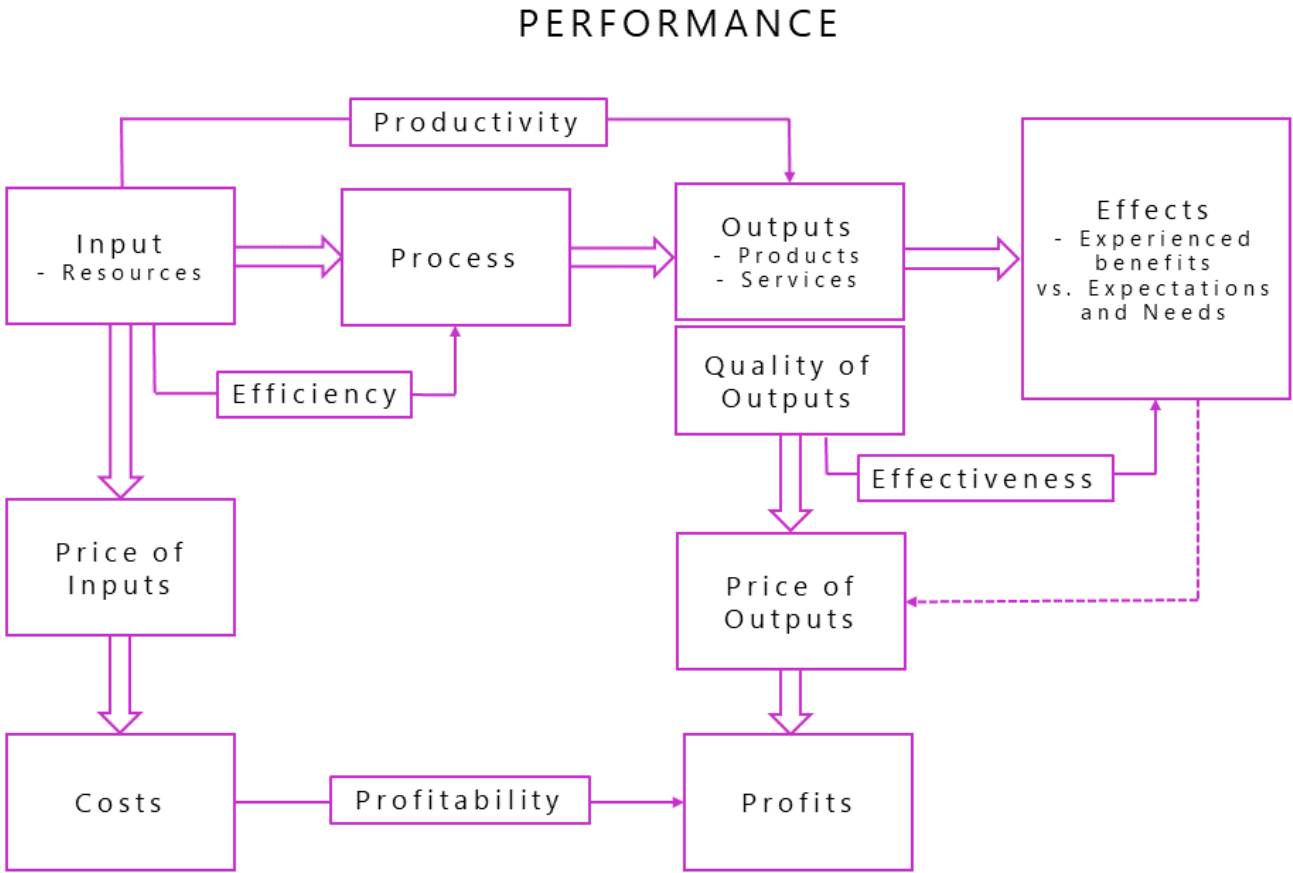 PERFORMANCE
Productivity
Input
- Resources
Process
Outputs
- Products
- Services
Effects
- Experienced
benefits
vs. Expectations
and Needs
Efficiency
Quality of
Outputs
Effectiveness
Price of
Inputs
Price of
Outputs
Costs
Profitability
Profits